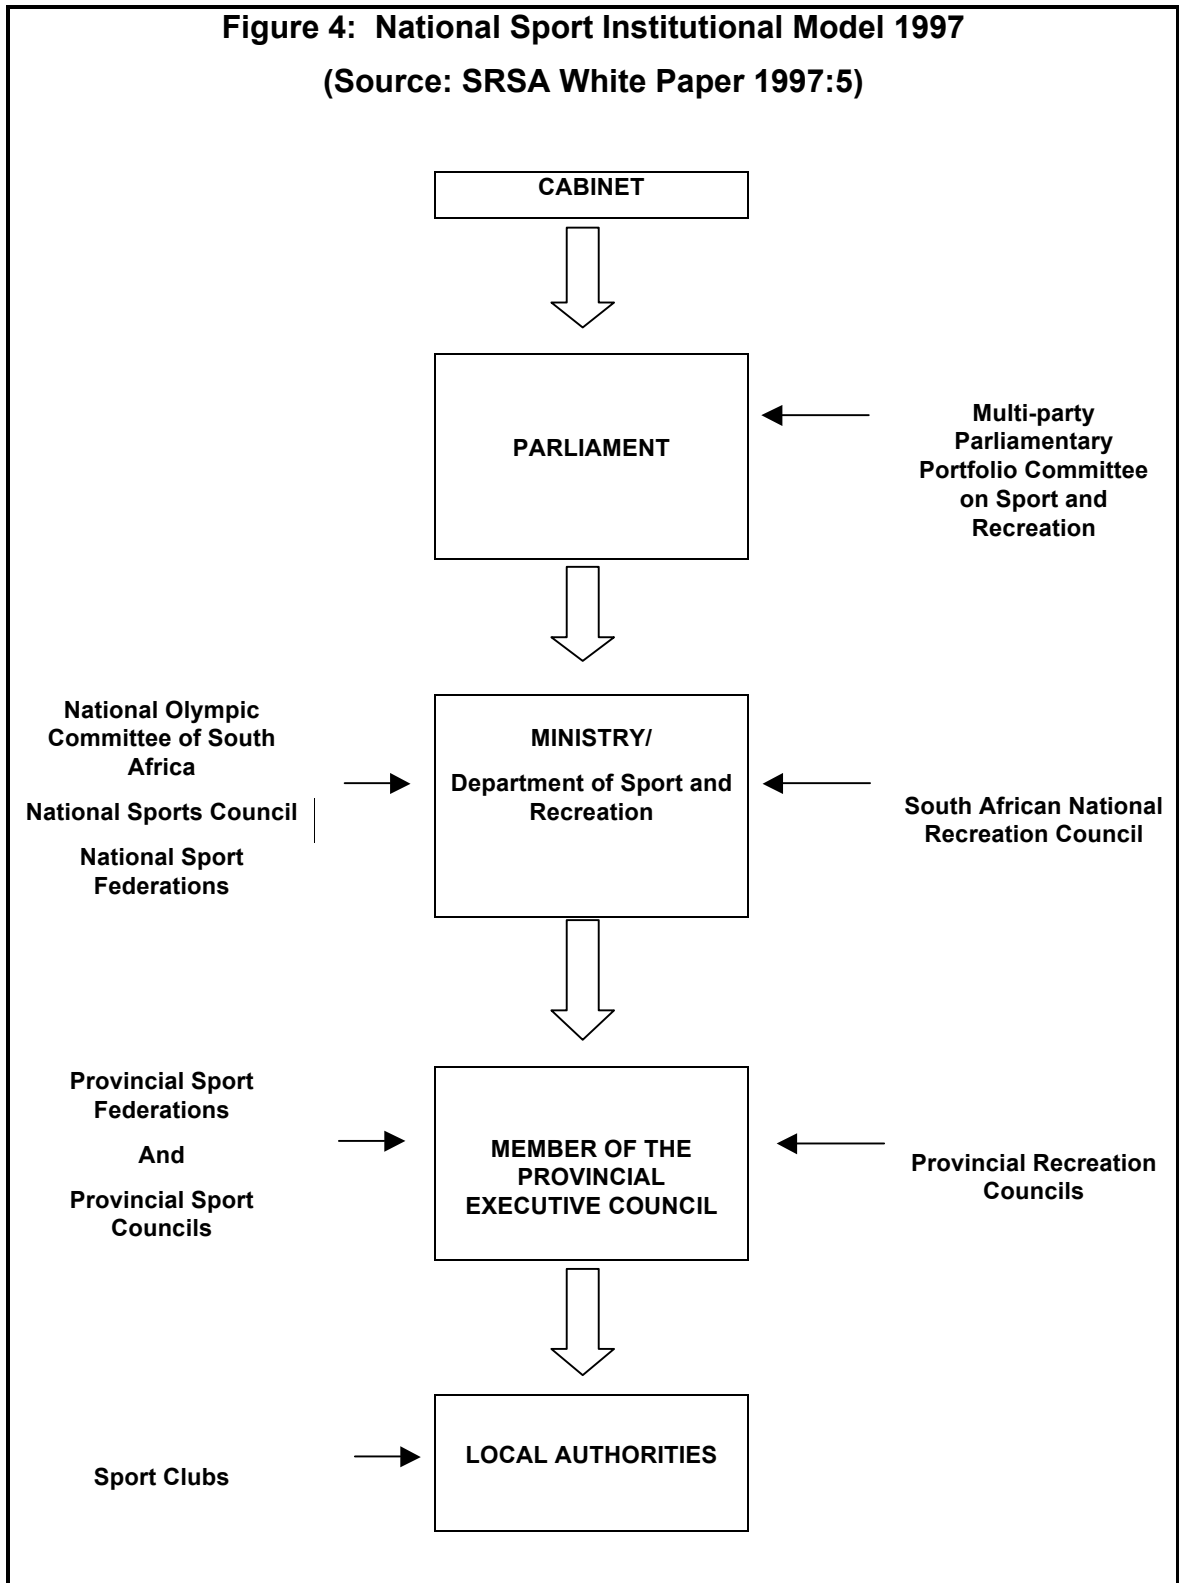 Figure 4: National Sport Institutional Model 1997
(Source: SRSA White Paper 1997:5)
CABINET
PARLIAMENT
Multi-party
Parliamentary
Portfolio Committee
on Sport and
Recreation
National Olympic
Committee of South
Africa
National Sports Council
National Sport
Federations
MINISTRY/
Department of Sport and
Recreation
South African National
Recreation Council
Provincial Sport
Federations
And
Provincial Sport
Councils
MEMBER OF THE
PROVINCIAL
EXECUTIVE COUNCIL
Provincial Recreation
Councils
Sport Clubs
LOCAL AUTHORITIES